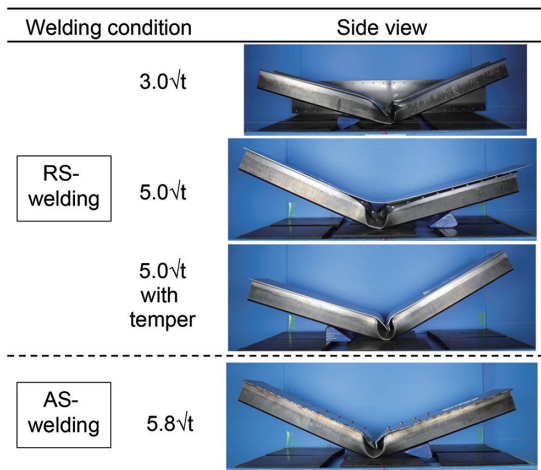 Welding condition Side view
3.0√t
RS-
welding
5.0√t
5.0√t
with
temper
AS-
welding
5.8√t